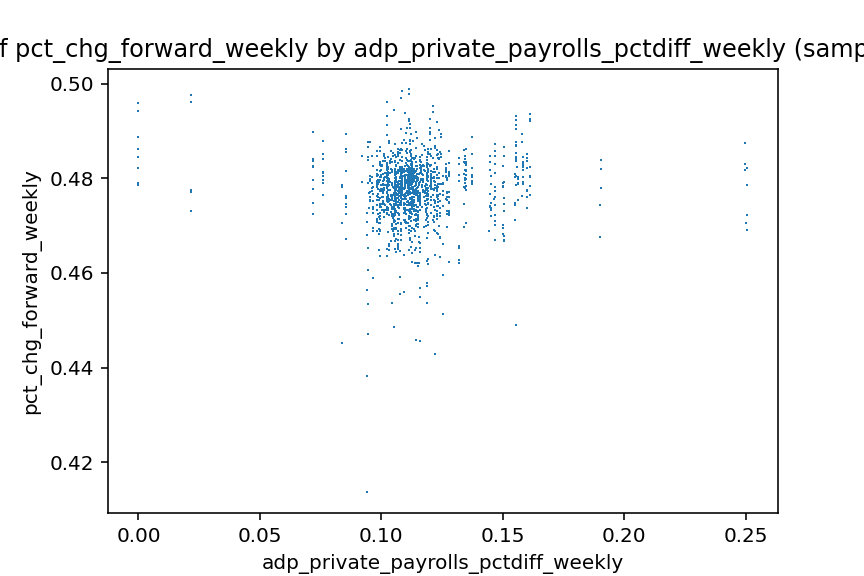 f pct_chg_forward_weekly by adp_private_payrolls_pctdiff_weekly (samp
0.50
0.48
0.46
0.44
0.42
pct_chg_forward_weekly
0.00 0.05 0.10 0.15 0.20 0.25
adp_private_payrolls_pctdiff_weekly